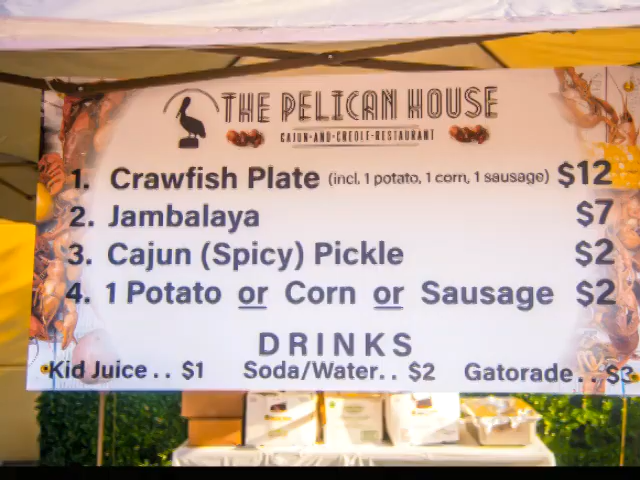 THE PELICAN HOUSE
CAJUN-AND-CREOLE-RESTAURANT
1. Crawfish Plate (incl. 1 potato, 1 corn, 1 sausage) $12
2. Jambalaya $7
3. Cajun (Spicy) Pickle $2
4. 1 Potato or Corn or Sausage $2
DRINKS
Kid Juice . . $1 Soda/Water. . $2 Gatorade. . $3